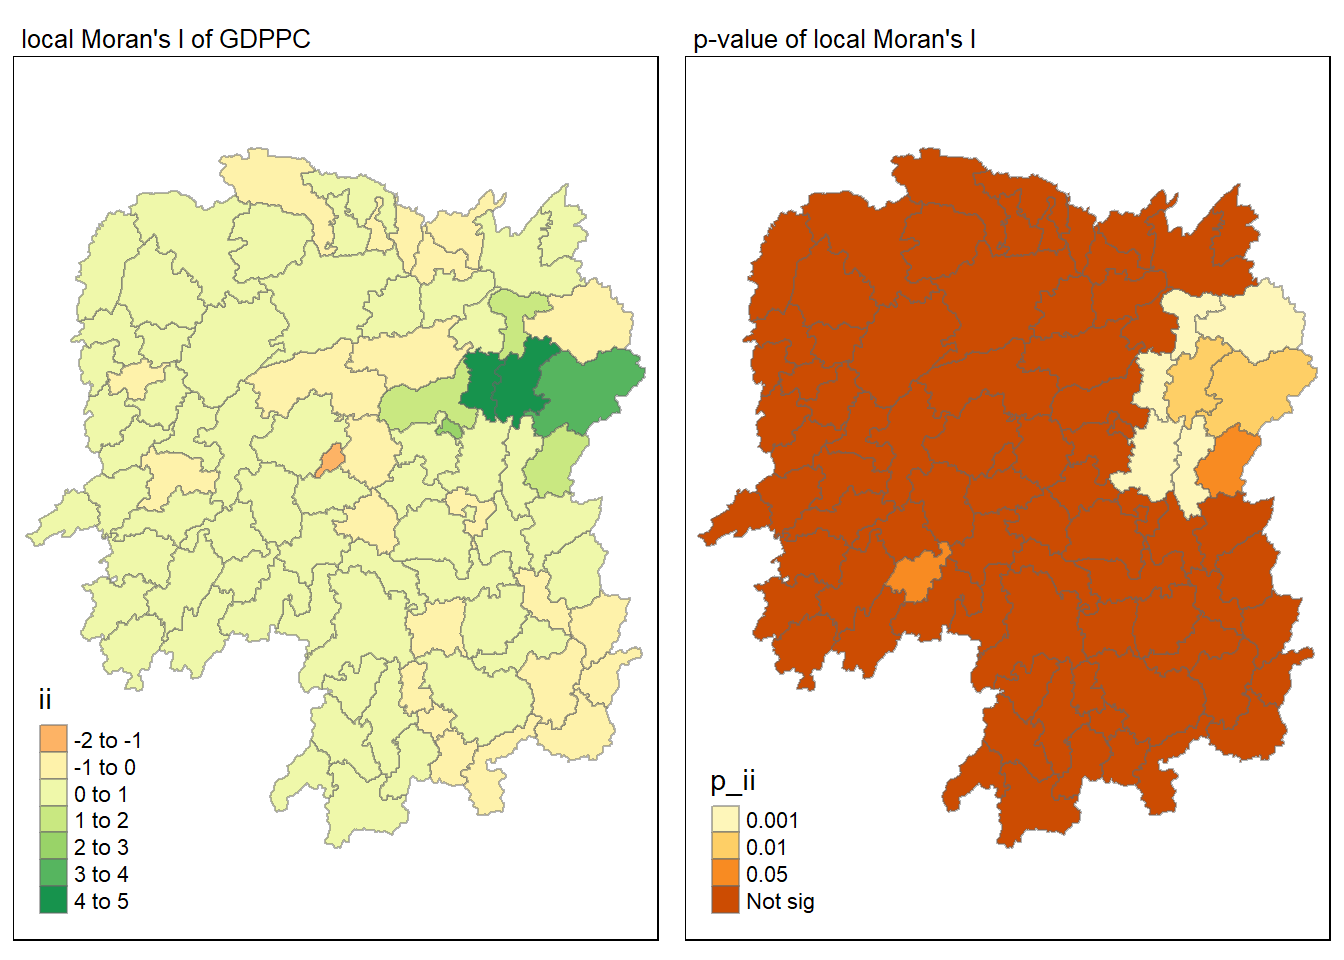 local Moran's I of GDPPC
ii
-2 to -1
-1 to 0
0 to 1
1 to 2
2 to 3
3 to 4
4 to 5
p-value of local Moran's I
p_ii
0.001
0.01
0.05
Not sig